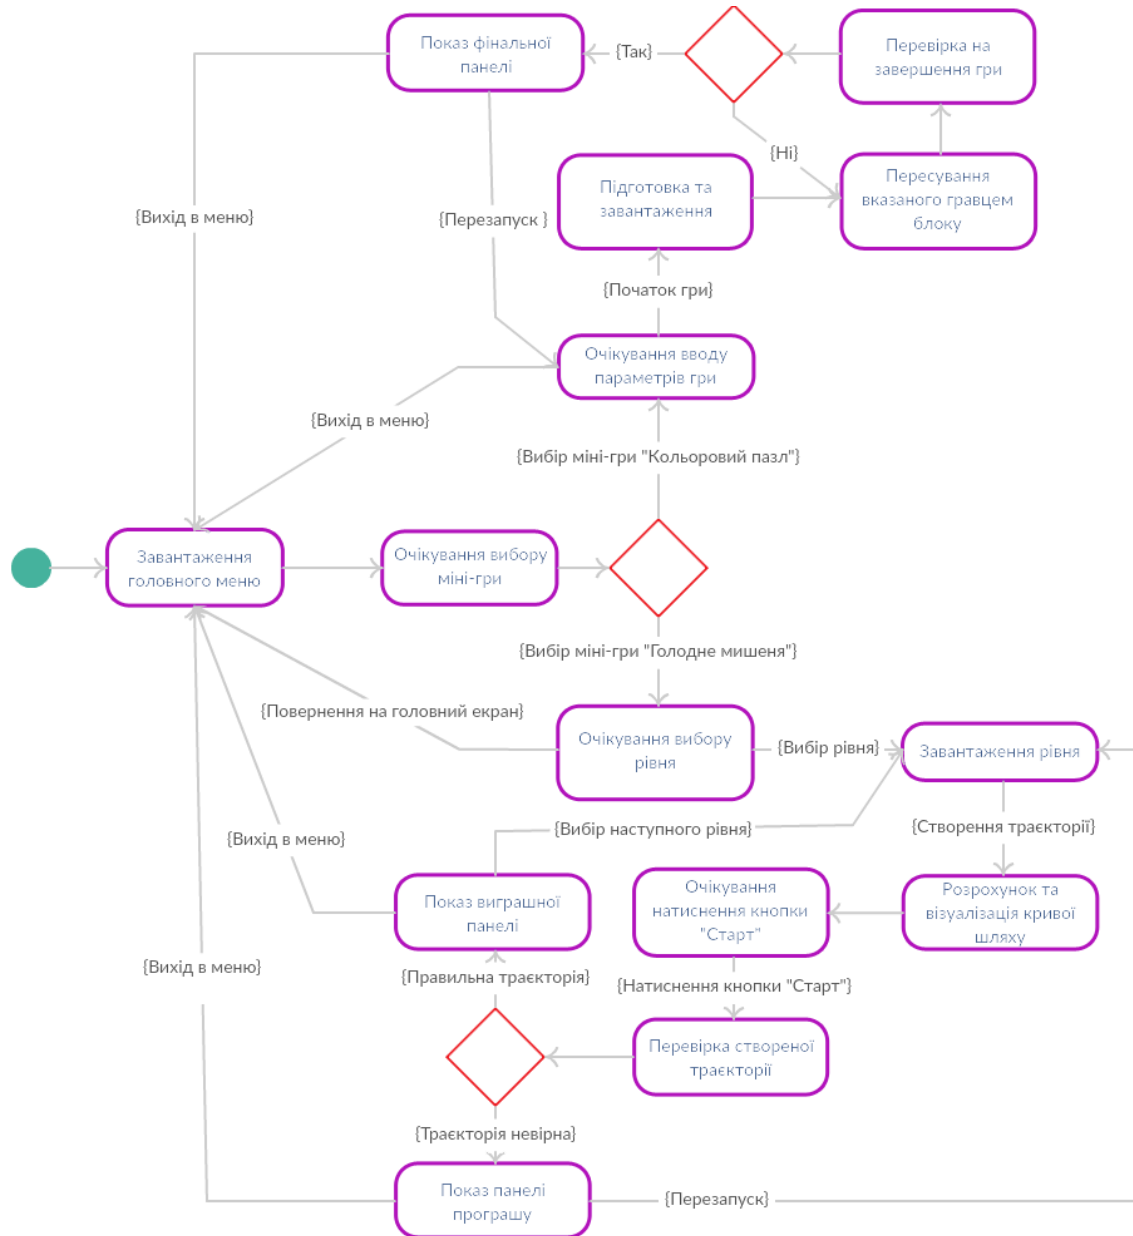 Показ фінальної
панелі
{Так}
Перевірка на
завершення гри
{Ні}
Підготовка та
завантаження
Пересування
вказаного гравцем
блоку
{Вихід в меню}
{Перезапуск }
{Початок гри}
Очікування вводу
параметрів гри
{Вихід в меню}
{Вибір міні-гри "Кольоровий пазл"}
Завантаження
головного меню
Очікування вибору
міні-гри
{Вибір міні-гри "Голодне мишеня"}
{Повернення на головний екран}
Очікування вибору
рівня
{Вибір рівня}
Завантаження рівня
{Вибір наступного рівня}
{Створення траєкторії}
{Вихід в меню}
Показ виграшної
панелі
Очікування
натиснення кнопки
"Старт"
Розрохунок та
візуалізація кривої
шляху
{Вихід в меню}
{Правильна траєкторія}
{Натиснення кнопки "Старт"}
Перевірка створеної
траєкторії
{Траєкторія невірна}
Показ панелі
програшу
{Перезапуск}